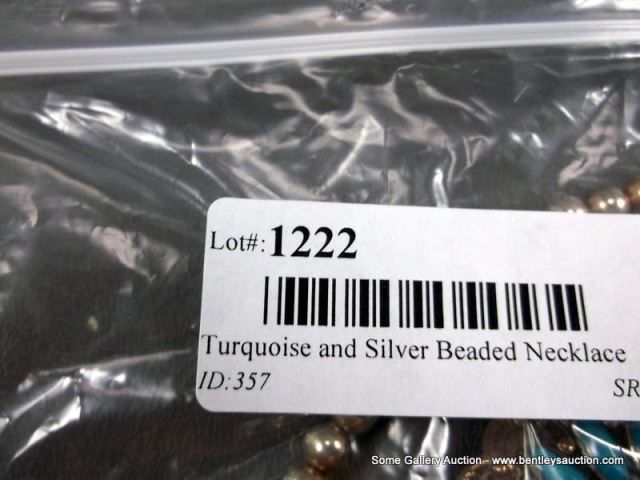 Lot#: 1222
Turquoise and Silver Beaded Necklace
ID:357 SR
Some Gallery Auction - www.bentleysauction.com